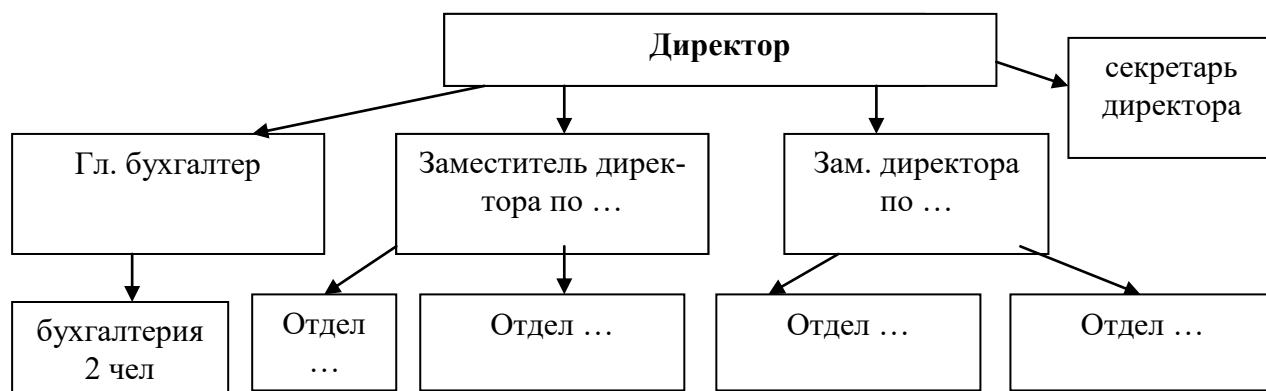 Директор
секретарь
директора
Гл. бухгалтер
Заместитель дирек-
тора по …
Зам. директора
по …
бухгалтерия
2 чел
Отдел
…
Отдел …
Отдел …
Отдел …